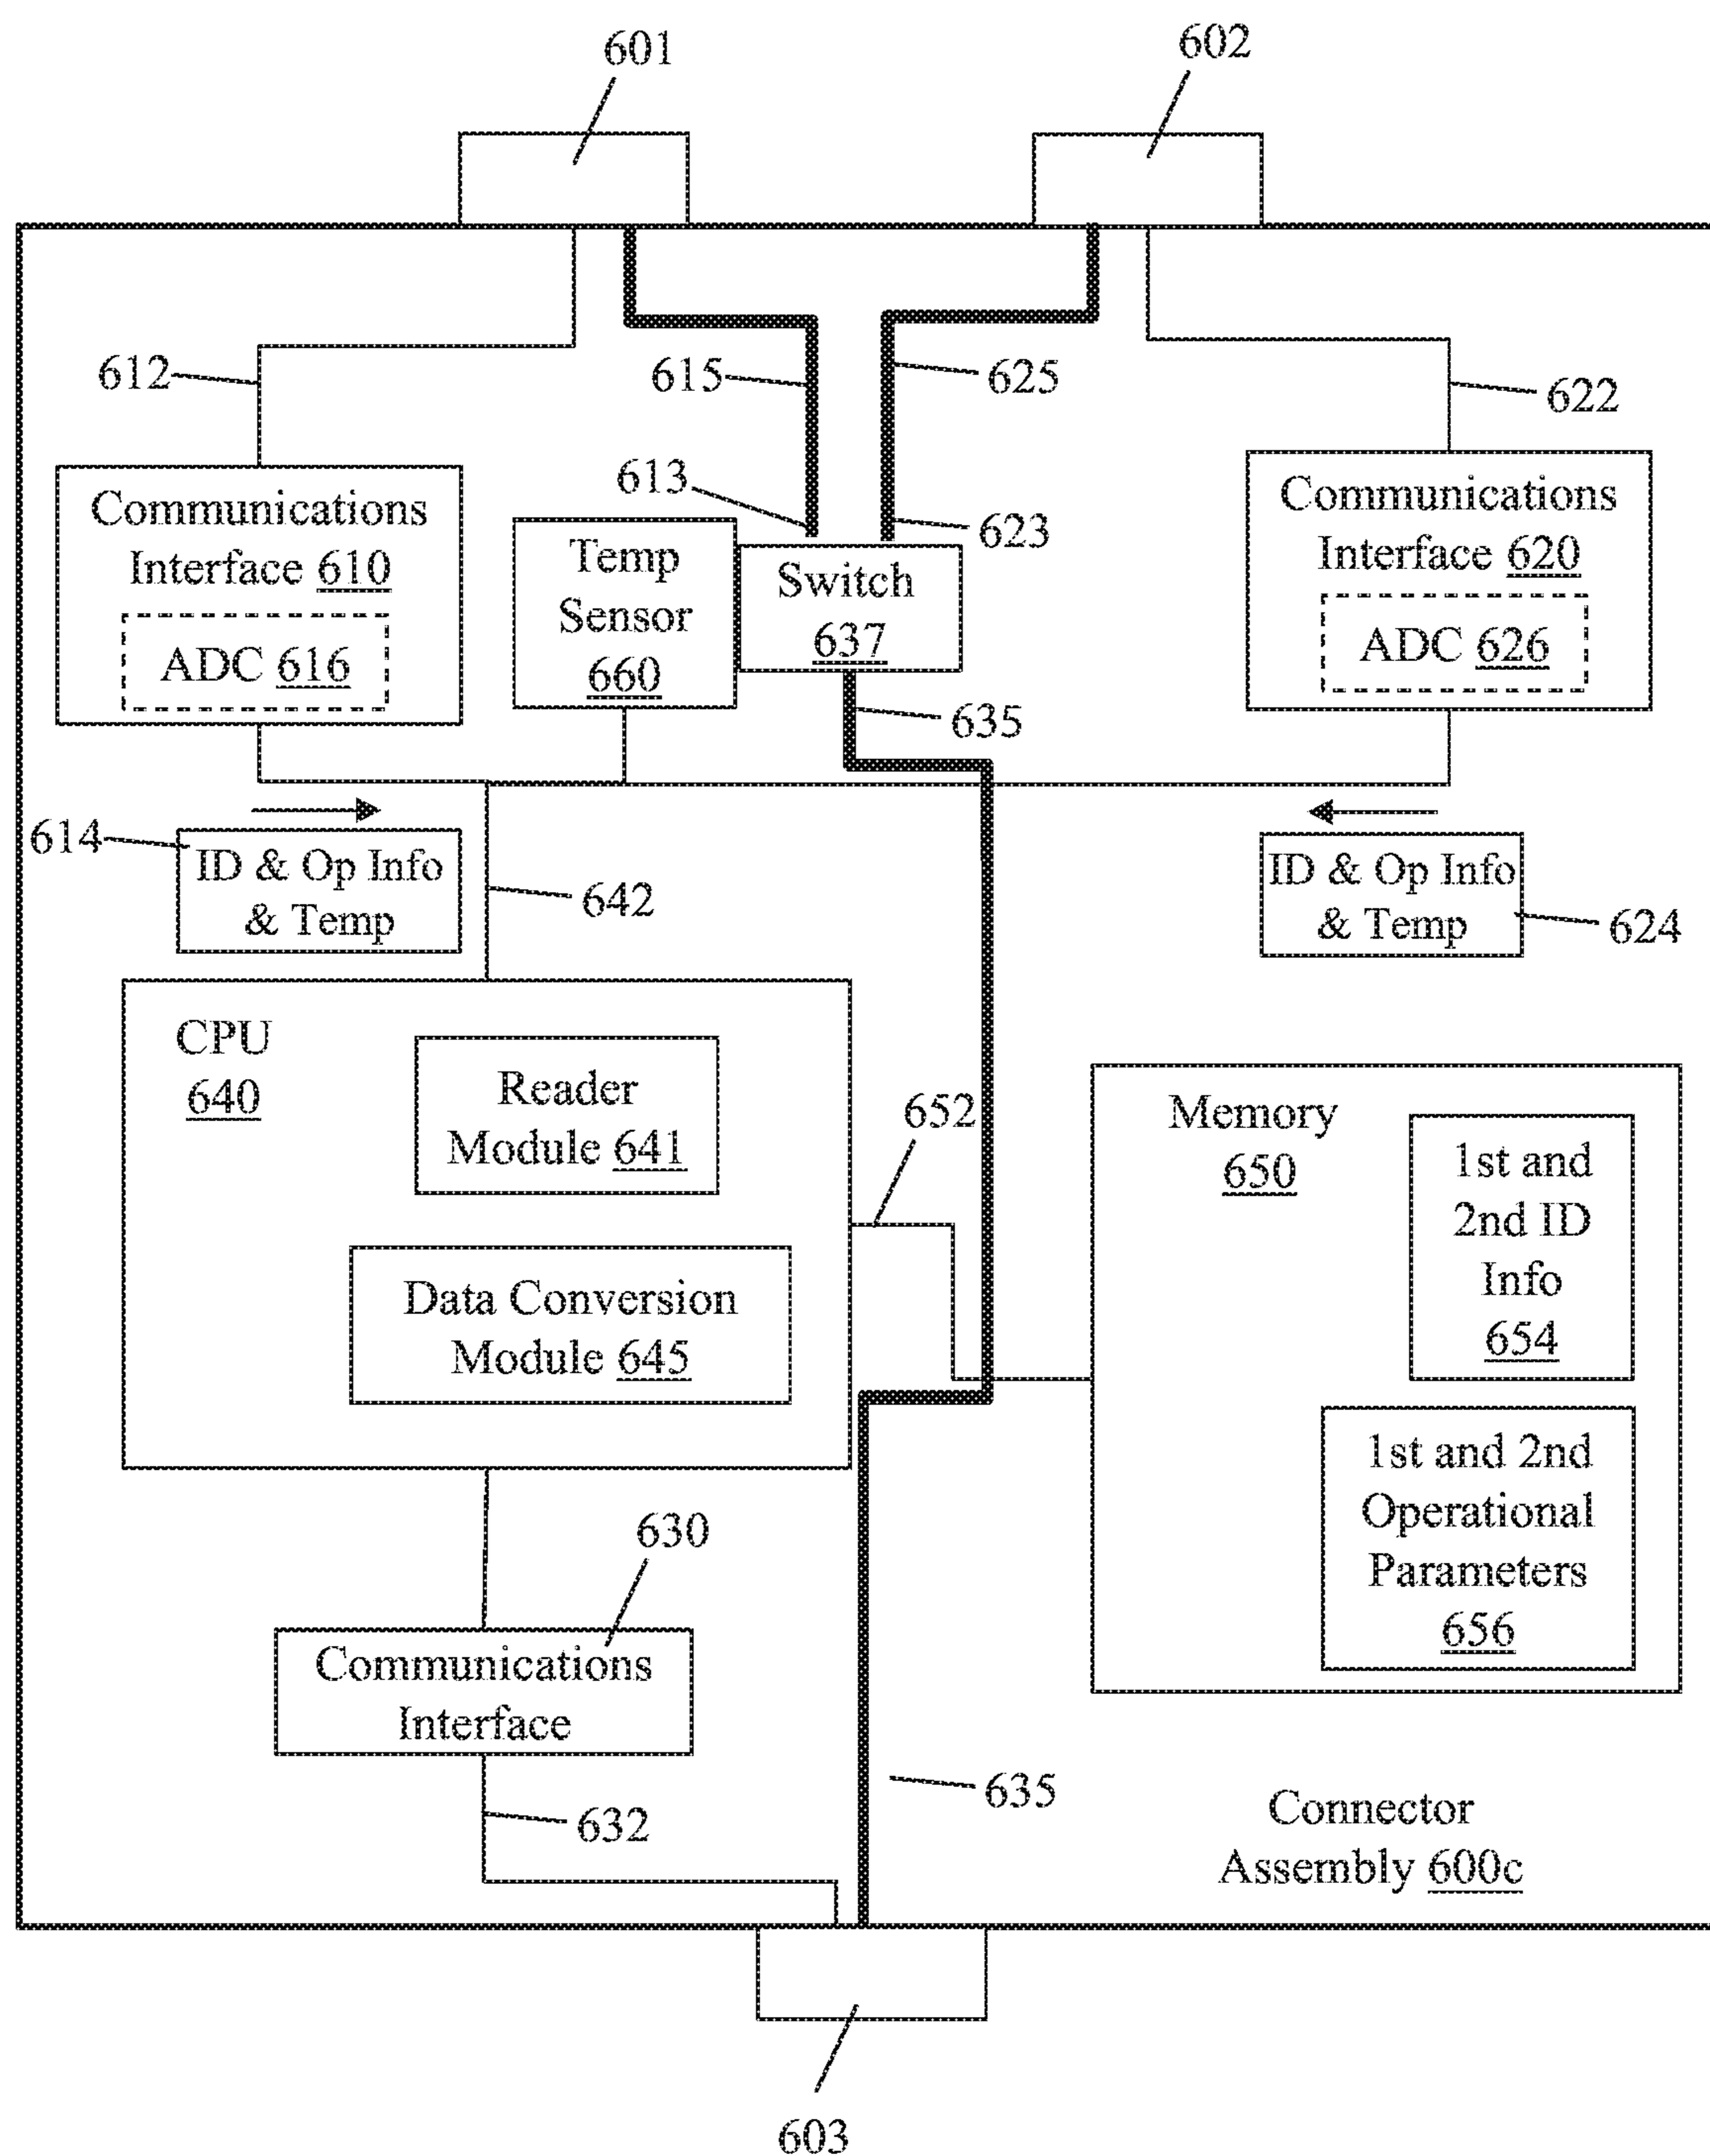 601
602
612
615
625
622
613
623
Communications
Interface 610
ADC 616
Temp
Sensor
660
Switch
637
Communications
Interface 620
ADC 626
635
614
ID & Op Info
& Temp
642
ID & Op Info
& Temp
624
CPU
640
Reader
Module 641
Data Conversion
Module 645
652
Memory
650
1st and
2nd ID
Info
654
1st and 2nd
Operational
Parameters
656
630
Communications
Interface
632
635
Connector
Assembly 600c
603